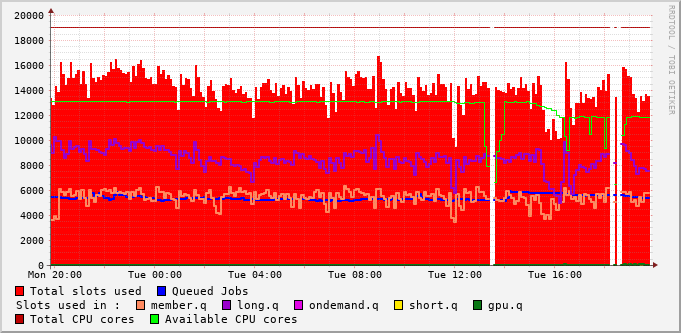 20000
18000
16000
14000
12000
10000
8000
6000
4000
2000
0
Mon 20:00 Tue 00:00 Tue 04:00 Tue 08:00 Tue 12:00 Tue 16:00
Total slots used Queued Jobs
Slots used in : member.q long.q ondemand.q short.q gpu.q
Total CPU cores Available CPU cores
RRDTOOL / TOBI OETIKER